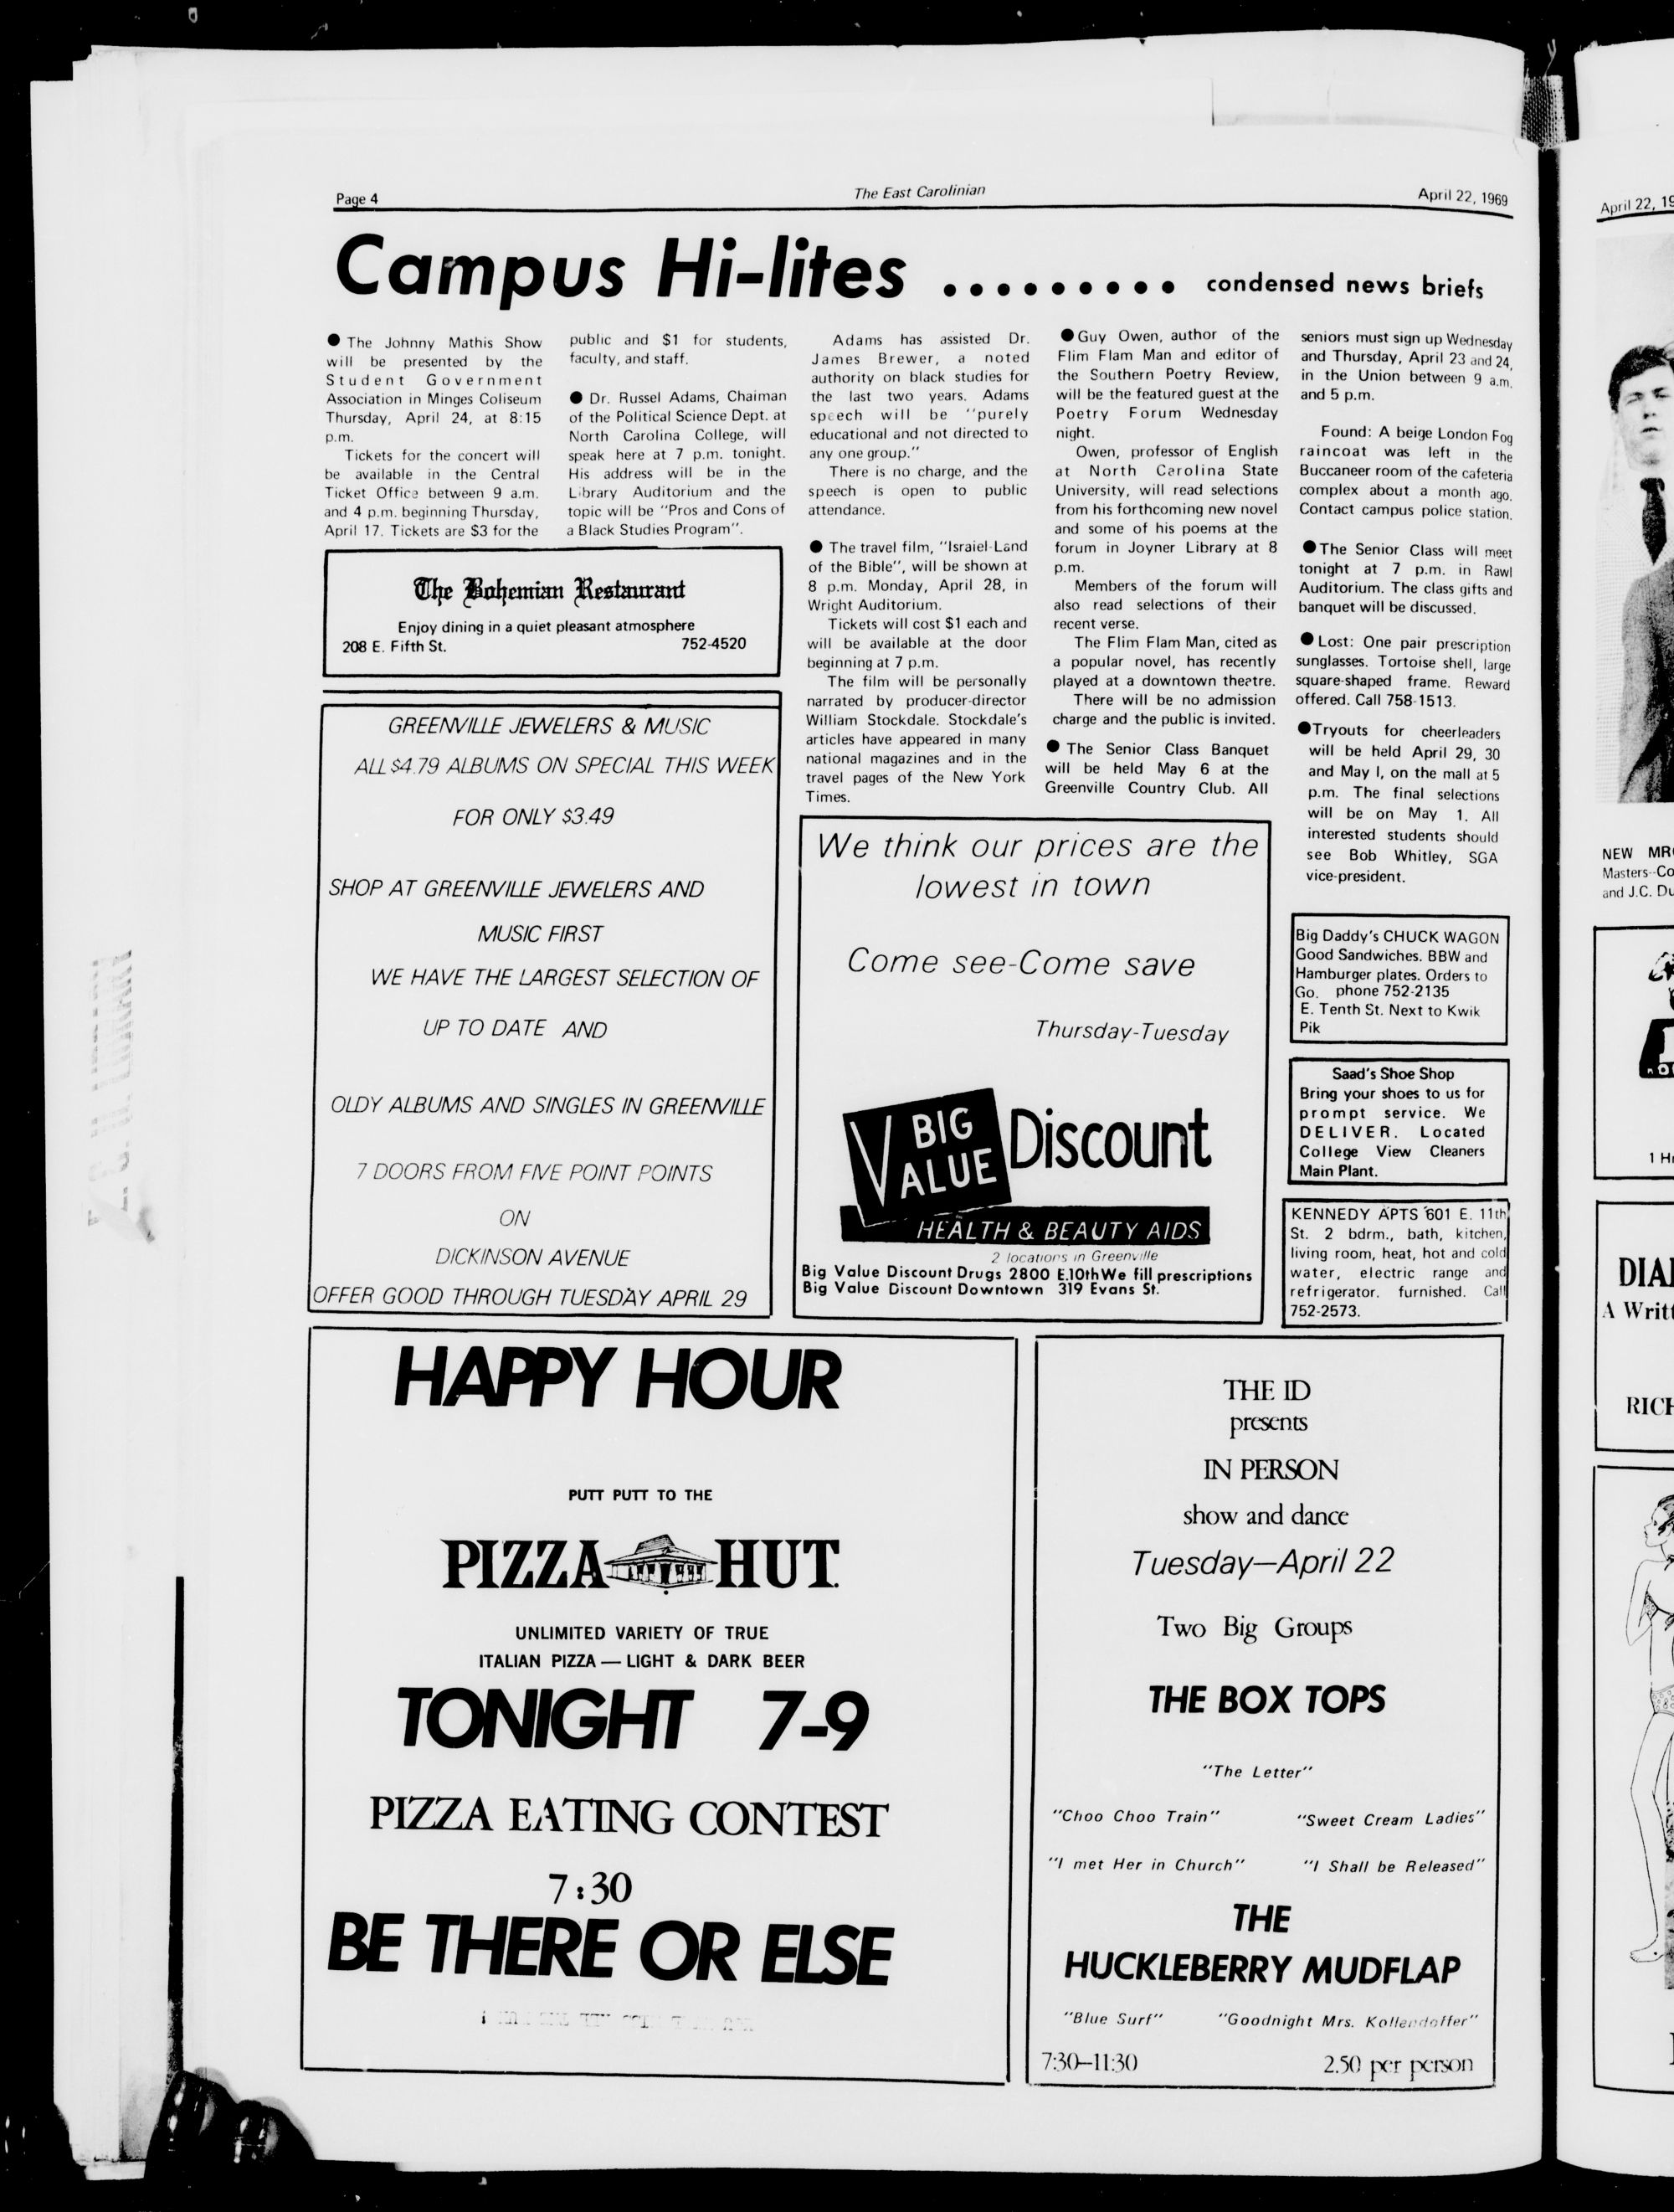 Page 4
The East Carolinian
April 22, 1969
Campus Hi-lites ......... condensed news briefs
● The Johnny Mathis Show
will be presented by the
Student Government
Association in Minges Coliseum
Thursday, April 24, at 8:15
p.m.
Tickets for the concert will
be available in the Central
Ticket Office between 9 a.m.
and 4 p.m. beginning Thursday,
April 17. Tickets are $3 for the
public and $1 for students,
faculty, and staff.
● Dr. Russel Adams, Chaiman
of the Political Science Dept. at
North Carolina College, will
speak here at 7 p.m. tonight.
His address will be in the
Library Auditorium and the
topic will be "Pros and Cons of
a Black Studies Program".
Adams has assisted Dr.
James Brewer, a noted
authority on black studies for
the last two years. Adams
speech will be "purely
educational and not directed to
any one group."
There is no charge, and the
speech is open to public
attendance.
● The travel film, "Israiel-Land
of the Bible", will be shown at
8 p.m. Monday, April 28, in
Wright Auditorium.
Tickets will cost $1 each and
will be available at the door
beginning at 7 p.m.
The film will be personally
narrated by producer-director
William Stockdale. Stockdale's
articles have appeared in many
national magazines and in the
travel pages of the New York
Times.
● Guy Owen, author of the
Flim Flam Man and editor of
the Southern Poetry Review,
will be the featured guest at the
Poetry Forum Wednesday
night.
Owen, professor of English
at North Carolina State
University, will read selections
from his forthcoming new novel
and some of his poems at the
forum in Joyner Library at 8
p.m.
Members of the forum will
also read selections of their
recent verse.
The Flim Flam Man, cited as
a popular novel, has recently
played at a downtown theatre.
There will be no admission
charge and the public is invited.
● The Senior Class Banquet
will be held May 6 at the
Greenville Country Club. All
seniors must sign up Wednesday
and Thursday, April 23 and 24,
in the Union between 9 a.m.
and 5 p.m.
Found: A beige London Fog
raincoat was left in the
Buccaneer room of the cafeteria
complex about a month ago.
Contact campus police station.
● The Senior Class will meet
tonight at 7 p.m. in Rawl
Auditorium. The class gifts and
banquet will be discussed.
● Lost: One pair prescription
sunglasses. Tortoise shell, large
square-shaped frame. Reward
offered. Call 758-1513.
● Tryouts for cheerleaders
will be held April 29, 30
and May I, on the mall at 5
p.m. The final selections
will be on May 1. All
interested students should
see Bob Whitley, SGA
vice-president.
The Bohemian Restaurant
Enjoy dining in a quiet pleasant atmosphere
208 E. Fifth St. 752-4520
GREENVILLE JEWELERS & MUSIC
ALL $4.79 ALBUMS ON SPECIAL THIS WEEK
FOR ONLY $3.49
SHOP AT GREENVILLE JEWELERS AND
MUSIC FIRST
WE HAVE THE LARGEST SELECTION OF
UP TO DATE AND
OLDY ALBUMS AND SINGLES IN GREENVILLE
7 DOORS FROM FIVE POINT POINTS
ON
DICKINSON AVENUE
OFFER GOOD THROUGH TUESDAY APRIL 29
We think our prices are the
lowest in town
Come see-Come save
Thursday-Tuesday
BIG VALUE Discount
HEALTH & BEAUTY AIDS
2 locations in Greenville
Big Value Discount Drugs 2800 E.10th We fill prescriptions
Big Value Discount Downtown 319 Evans St.
Big Daddy's CHUCK WAGON
Good Sandwiches. BBW and
Hamburger plates. Orders to
Go. phone 752-2135
E. Tenth St. Next to Kwik
Pik
Saad's Shoe Shop
Bring your shoes to us for
prompt service. We
DELIVER. Located
College View Cleaners
Main Plant.
KENNEDY APTS 601 E. 11th
St. 2 bdrm., bath, kitchen,
living room, heat, hot and cold
water, electric range and
refrigerator. furnished. Call
752-2573.
HAPPY HOUR
PUTT PUTT TO THE
PIZZA HUT
UNLIMITED VARIETY OF TRUE
ITALIAN PIZZA — LIGHT & DARK BEER
TONIGHT 7-9
PIZZA EATING CONTEST
7:30
BE THERE OR ELSE
THE ID
presents
IN PERSON
show and dance
Tuesday—April 22
Two Big Groups
THE BOX TOPS
"The Letter"
"Choo Choo Train" "Sweet Cream Ladies"
"I met Her in Church" "I Shall be Released"
THE
HUCKLEBERRY MUDFLAP
"Blue Surf" "Goodnight Mrs. Kollendoffer"
7:30—11:30 2.50 per person
April 22, 19
NEW MR
Masters--Co
and J.C. Du
1 H
DIA
A Writt
RICH